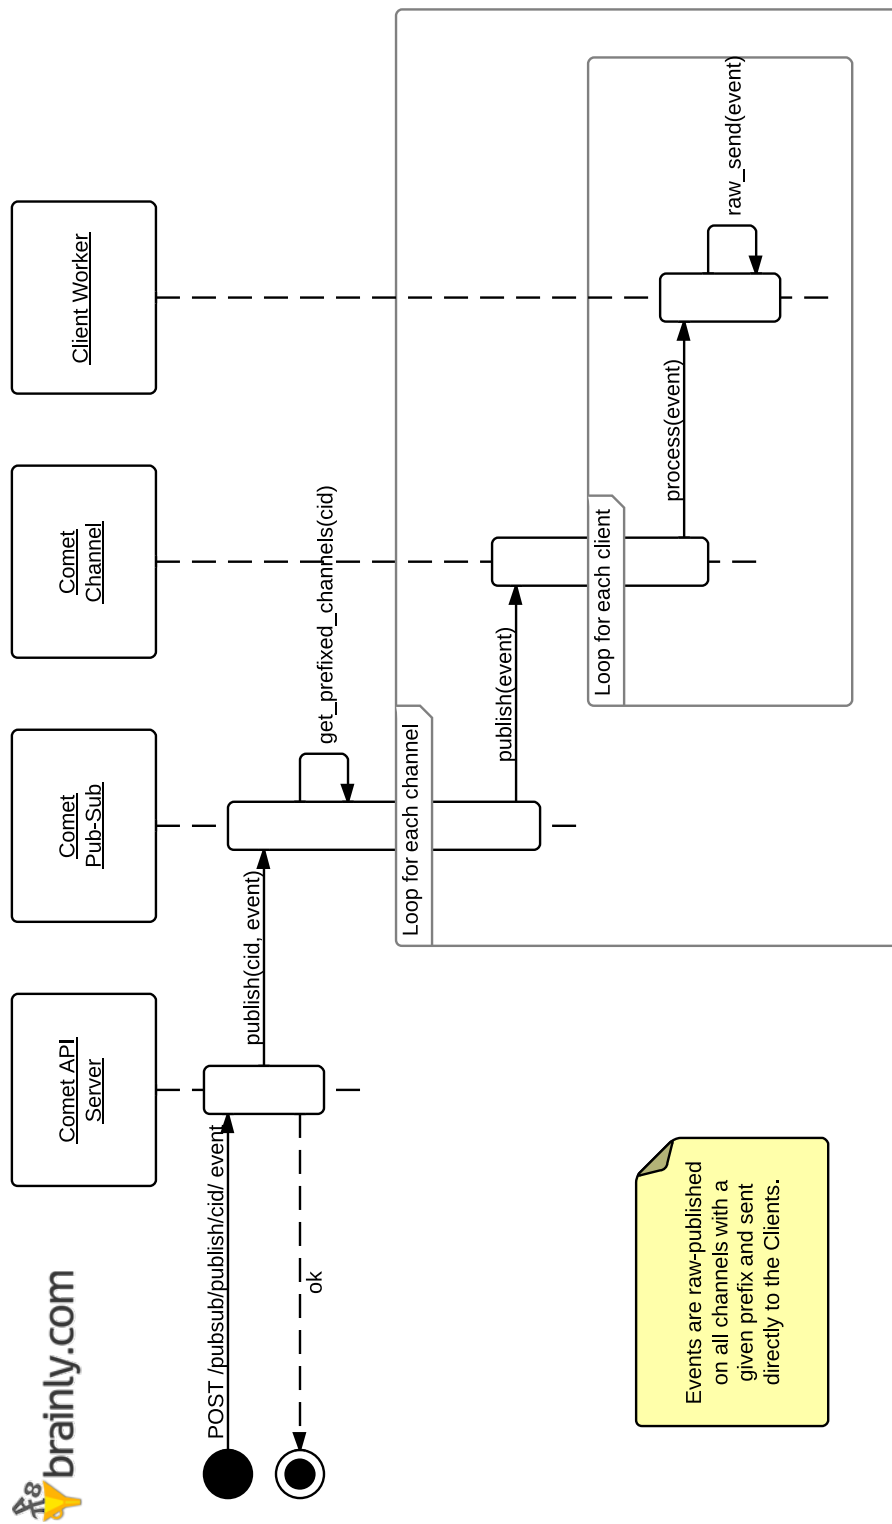 brainly.com
Comet API
Server
Comet
Pub-Sub
Comet
Channel
Client Worker
POST /pubsub/publish/cid/ event
ok
publish(cid, event)
get_prefixed_channels(cid)
Loop for each channel
publish(event)
Loop for each client
process(event)
raw_send(event)
Events are raw-published
on all channels with a
given prefix and sent
directly to the Clients.